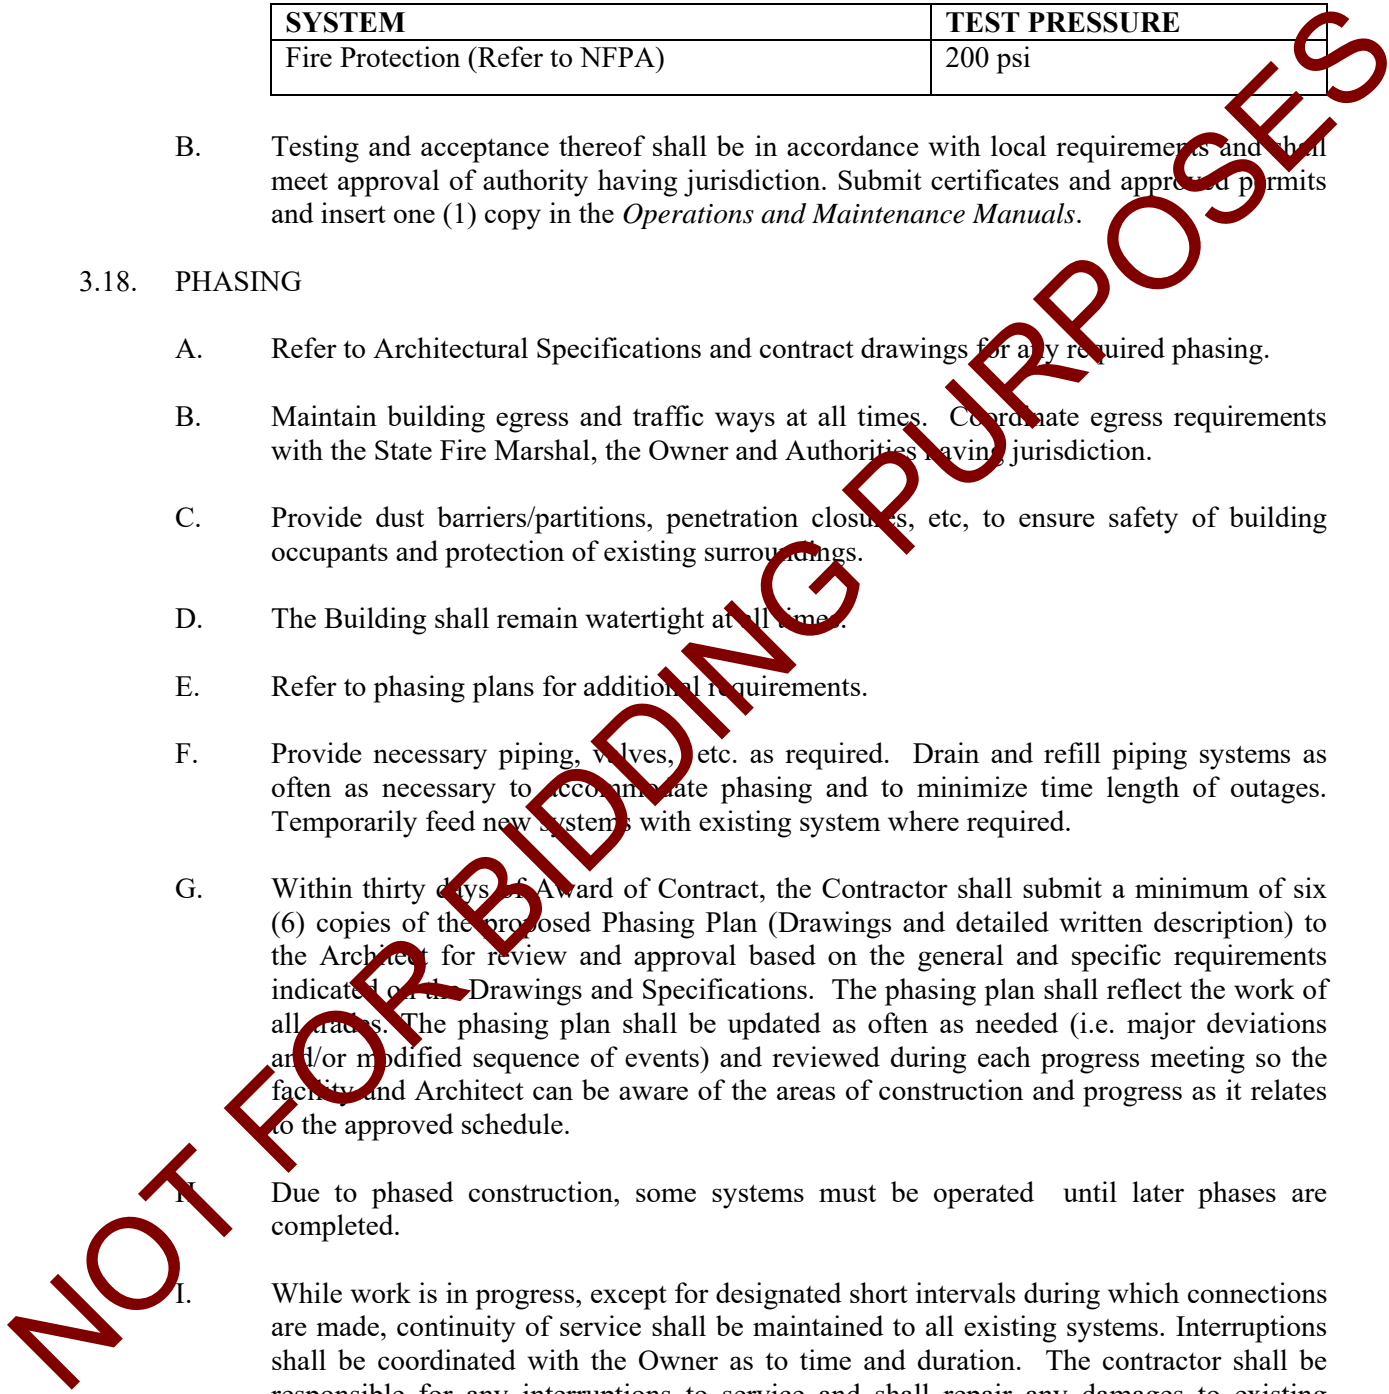 SYSTEM TEST PRESSURE
Fire Protection (Refer to NFPA) 200 psi
B. Testing and acceptance thereof shall be in accordance with local requirements and shall
meet approval of authority having jurisdiction. Submit certificates and approved permits
and insert one (1) copy in the Operations and Maintenance Manuals.
3.18. PHASING
A. Refer to Architectural Specifications and contract drawings for any required phasing.
B. Maintain building egress and traffic ways at all times. Coordinate egress requirements
with the State Fire Marshal, the Owner and Authorities having jurisdiction.
C. Provide dust barriers/partitions, penetration closures, etc, to ensure safety of building
occupants and protection of existing surroundings.
D. The Building shall remain watertight at all times.
E. Refer to phasing plans for additional requirements.
F. Provide necessary piping, valves, etc. as required. Drain and refill piping systems as
often as necessary to accommodate phasing and to minimize time length of outages.
Temporarily feed new systems with existing system where required.
G. Within thirty days of Award of Contract, the Contractor shall submit a minimum of six
(6) copies of the proposed Phasing Plan (Drawings and detailed written description) to
the Architect for review and approval based on the general and specific requirements
indicated on the Drawings and Specifications. The phasing plan shall reflect the work of
all trades. The phasing plan shall be updated as often as needed (i.e. major deviations
and/or modified sequence of events) and reviewed during each progress meeting so the
facility and Architect can be aware of the areas of construction and progress as it relates
to the approved schedule.
H. Due to phased construction, some systems must be operated until later phases are
completed.
I. While work is in progress, except for designated short intervals during which connections
are made, continuity of service shall be maintained to all existing systems. Interruptions
shall be coordinated with the Owner as to time and duration. The contractor shall be
responsible for any interruptions to service and shall repair any damages to existing
NOT FOR BIDDING PURPOSES